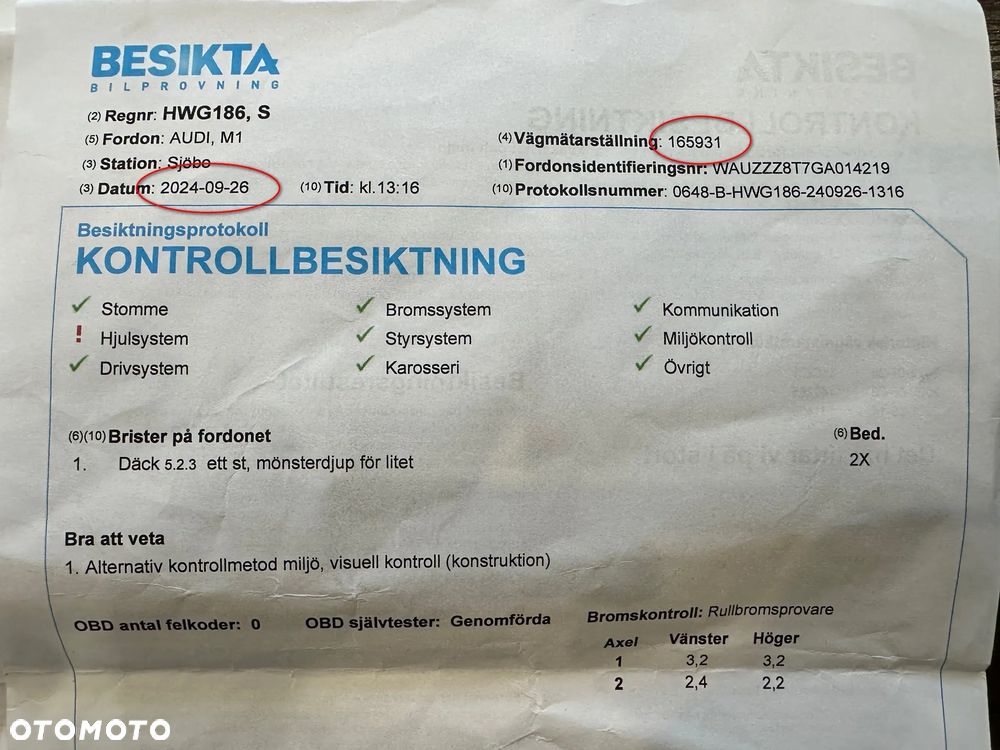 BESIKTA
BILPROVNING
(2) Regnr: HWG186, S
(5) Fordon: AUDI, M1
(4) Vägmätarställning: 165931
(3) Station: Sjöbo
(1) Fordonsidentifieringsnr: WAUZZZ8T7GA014219
(3) Datum: 2024-09-26 (10) Tid: kl.13:16
(10) Protokollsnummer: 0648-B-HWG186-240926-1316
Besiktningsprotokoll
KONTROLLBESIKTNING
Stomme Bromssystem Kommunikation
! Hjulsystem Styrsystem Miljökontroll
Drivsystem Karosseri Övrigt
(6)(10) Brister på fordonet (6) Bed.
1. Däck 5.2.3 ett st, mönsterdjup för litet 2X
Bra att veta
1. Alternativ kontrollmetod miljö, visuell kontroll (konstruktion)
OBD antal felkoder: 0 OBD självtester: Genomförda
Bromskontroll: Rullbromsprovare
Axel Vänster Höger
1 3,2 3,2
2 2,4 2,2
OTOMOTO